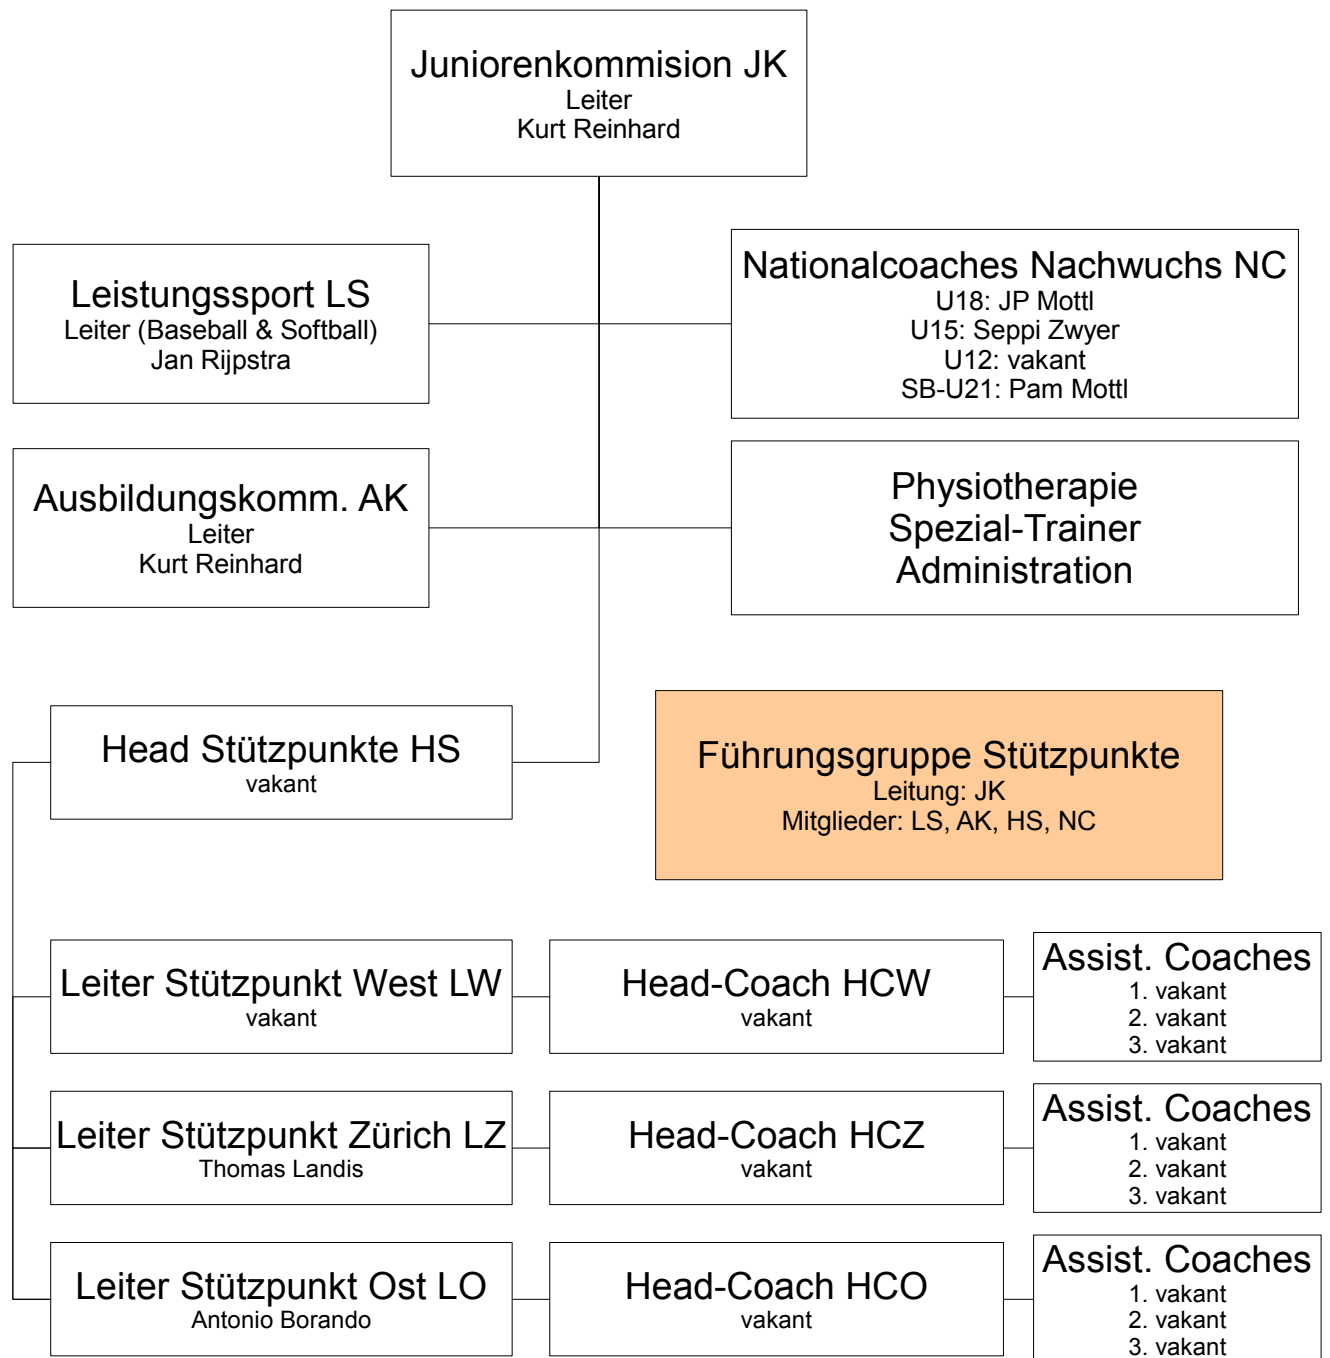 Juniorenkommision JK
Leiter
Kurt Reinhard
Leistungssport LS
Leiter (Baseball & Softball)
Jan Rijpstra
Nationalcoaches Nachwuchs NC
U18: JP Mottl
U15: Seppi Zwyer
U12: vakant
SB-U21: Pam Mottl
Ausbildungskomm. AK
Leiter
Kurt Reinhard
Physiotherapie
Spezial-Trainer
Administration
Head Stützpunkte HS
vakant
Führungsgruppe Stützpunkte
Leitung: JK
Mitglieder: LS, AK, HS, NC
Leiter Stützpunkt West LW
vakant
Head-Coach HCW
vakant
Assist. Coaches
1. vakant
2. vakant
3. vakant
Leiter Stützpunkt Zürich LZ
Thomas Landis
Head-Coach HCZ
vakant
Assist. Coaches
1. vakant
2. vakant
3. vakant
Leiter Stützpunkt Ost LO
Antonio Borando
Head-Coach HCO
vakant
Assist. Coaches
1. vakant
2. vakant
3. vakant